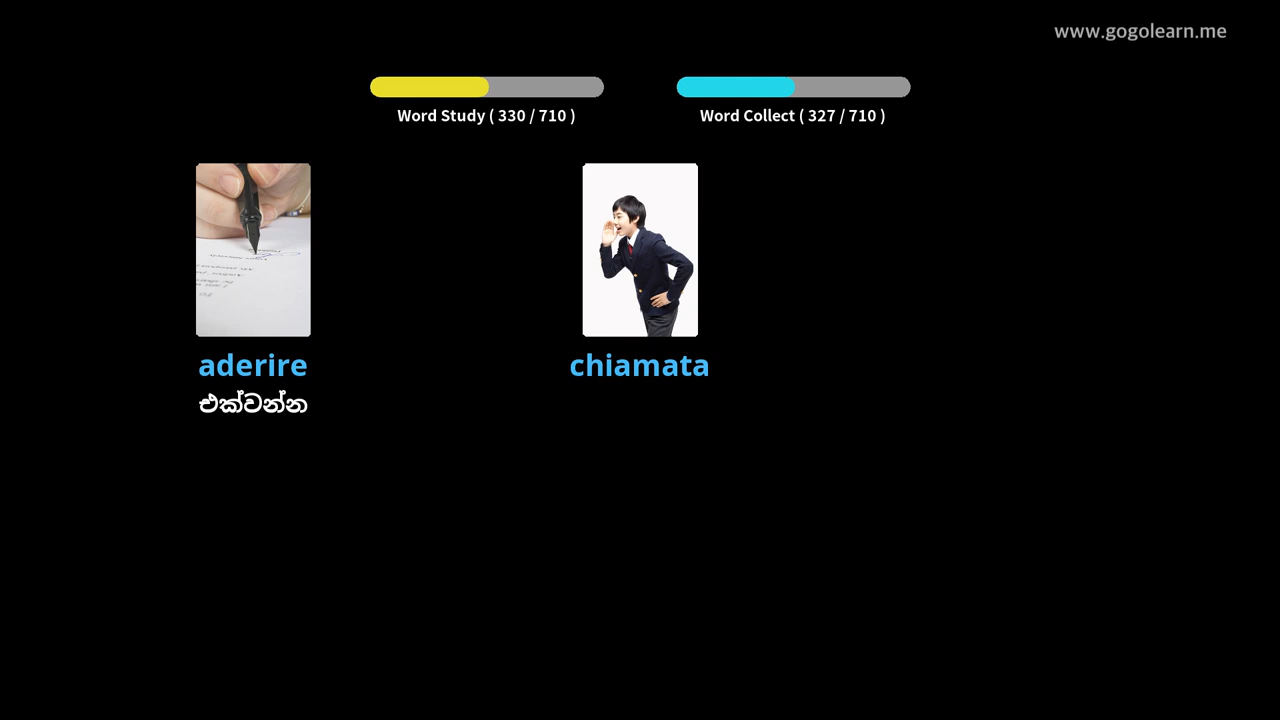 www.gogolearn.me
Word Study ( 330 / 710 )
Word Collect ( 327 / 710 )
aderire
chiamata
එක්වන්න